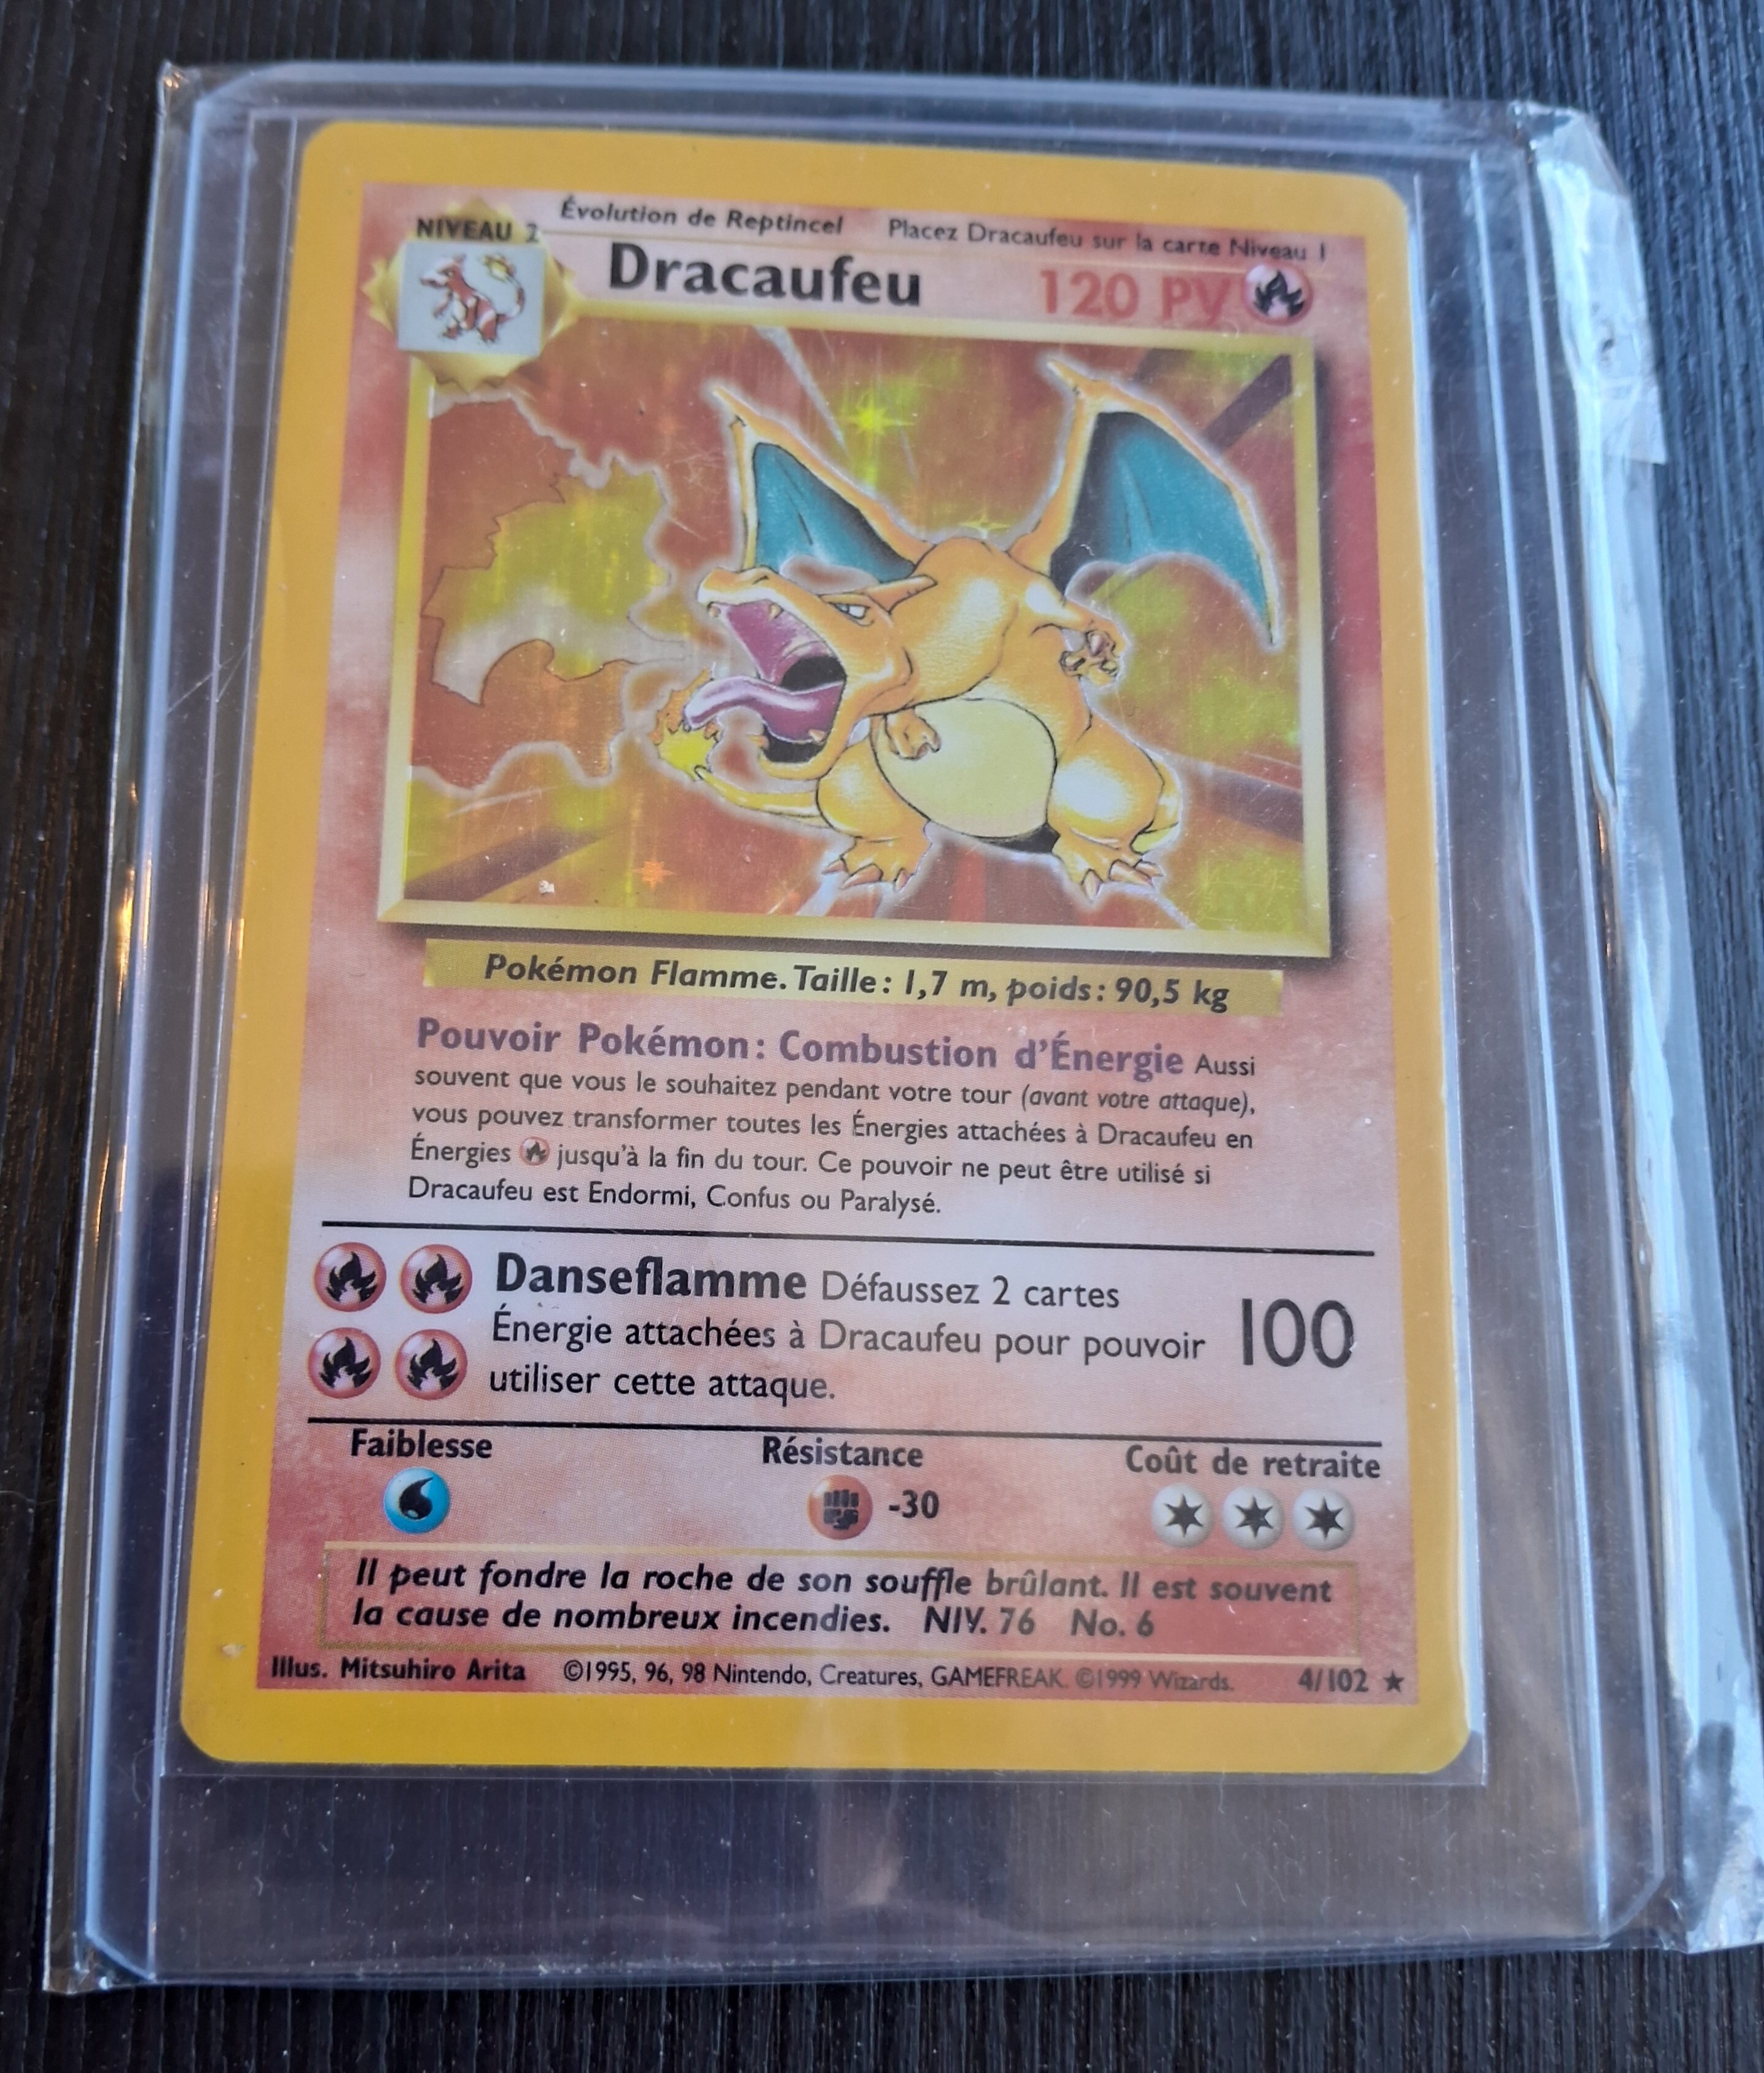 NIVEAU 2
Évolution de Reptincel Placez Dracaufeu sur la carte Niveau 1
Dracaufeu 120 PV
Pokémon Flamme. Taille: 1,7 m, poids: 90,5 kg
Pouvoir Pokémon: Combustion d'Énergie Aussi
souvent que vous le souhaitez pendant votre tour (avant votre attaque),
vous pouvez transformer toutes les Énergies attachées à Dracaufeu en
Énergies jusqu'à la fin du tour. Ce pouvoir ne peut être utilisé si
Dracaufeu est Endormi, Confus ou Paralysé.
Danseflamme Défaussez 2 cartes
Énergie attachées à Dracaufeu pour pouvoir 100
utiliser cette attaque.
Faiblesse Résistance Coût de retraite
-30
Il peut fondre la roche de son souffle brûlant. Il est souvent
la cause de nombreux incendies. NIV. 76 No. 6
Illus. Mitsuhiro Arita ©1995, 96, 98 Nintendo, Creatures, GAMEFREAK. ©1999 Wizards. 4/102 ★